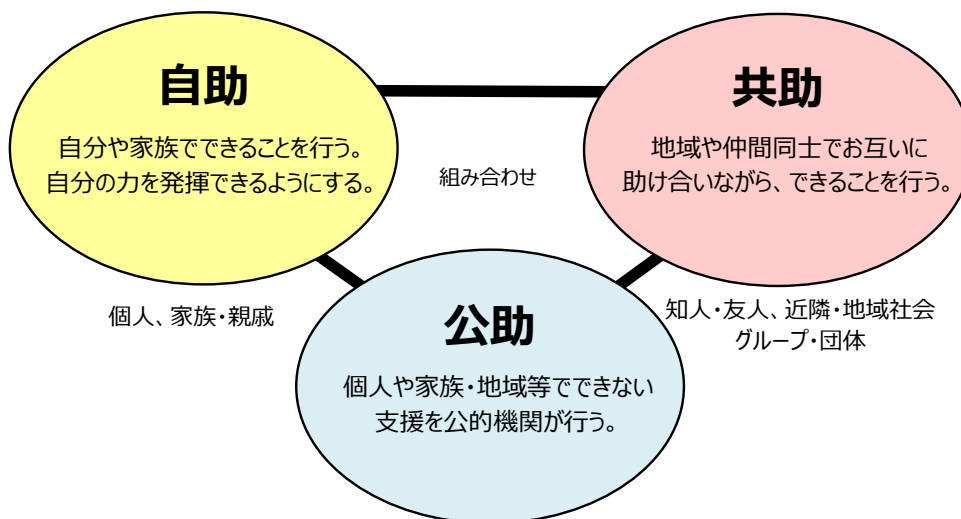 自助
自分や家族でできることを行う。
自分の力を発揮できるようにする。
共助
地域や仲間同士でお互いに
助け合いながら、できることを行う。
組み合わせ
個人、家族・親戚
知人・友人、近隣・地域社会
グループ・団体
公助
個人や家族・地域等でできない
支援を公的機関が行う。